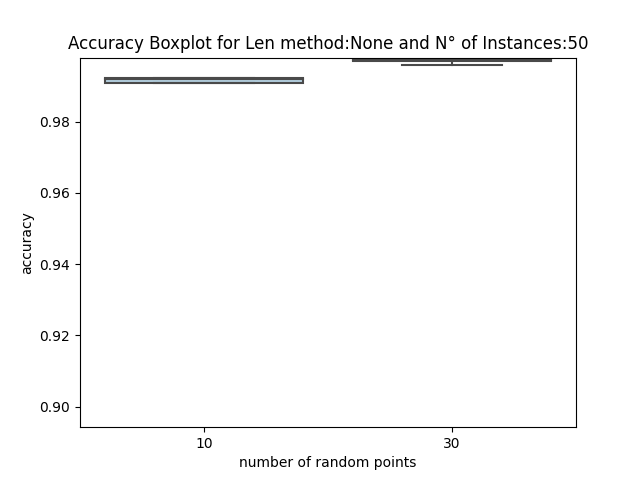 Accuracy Boxplot for Len method:None and N° of Instances:50
accuracy
0.98
0.96
0.94
0.92
0.90
10
30
number of random points